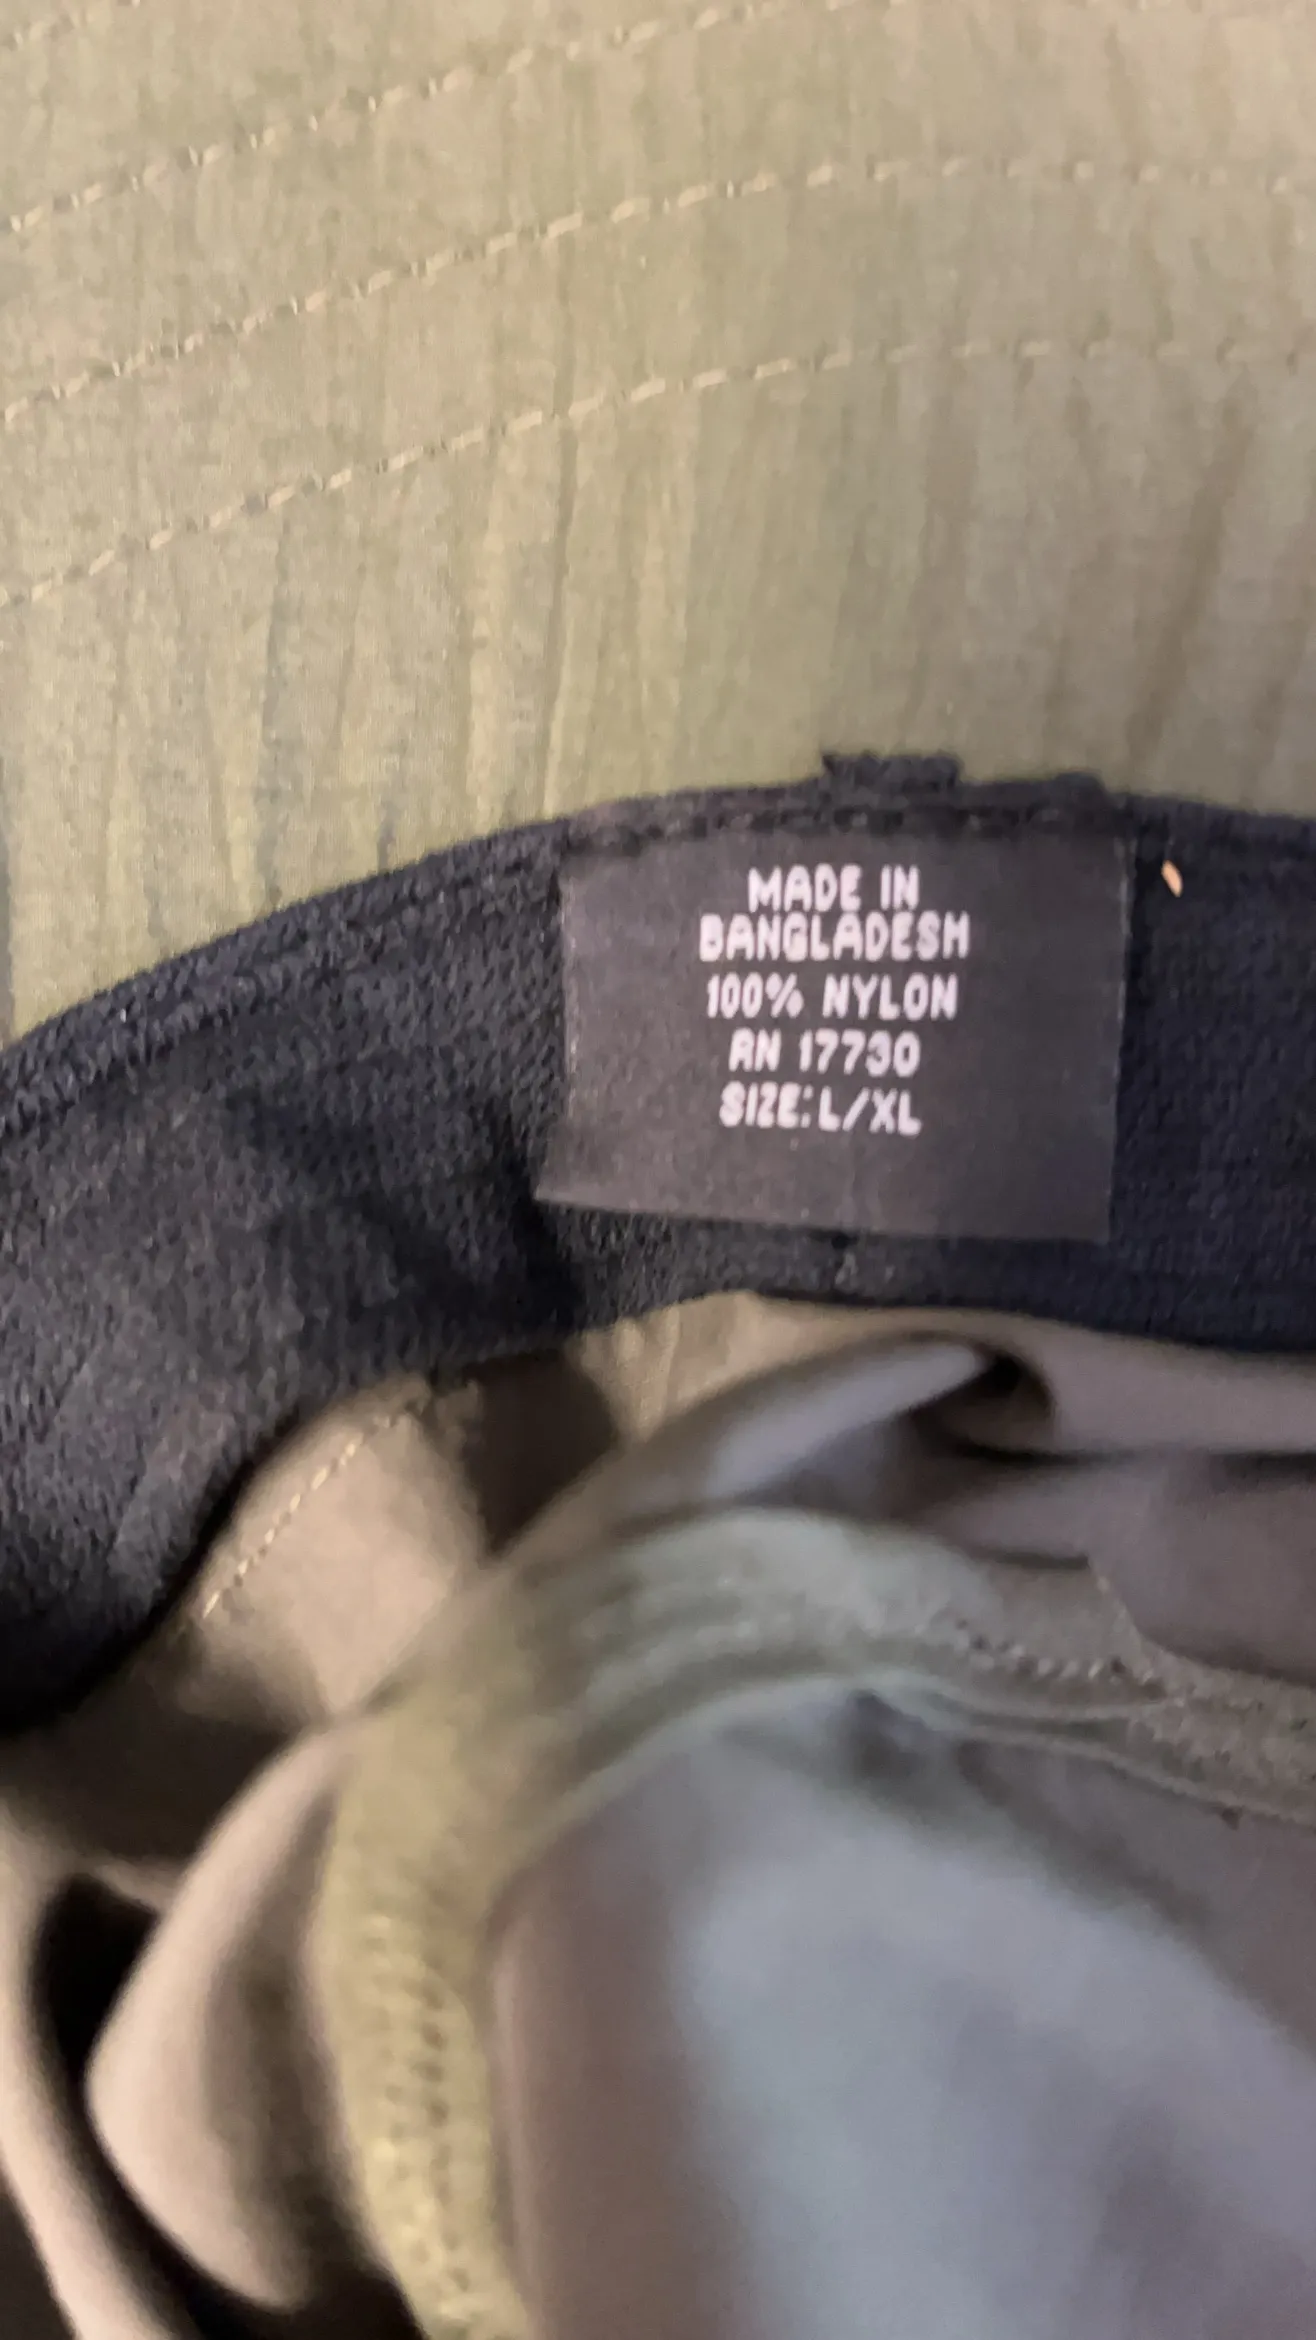 MADE IN
BANGLADESH
100% NYLON
RN 17730
SIZE: L/XL